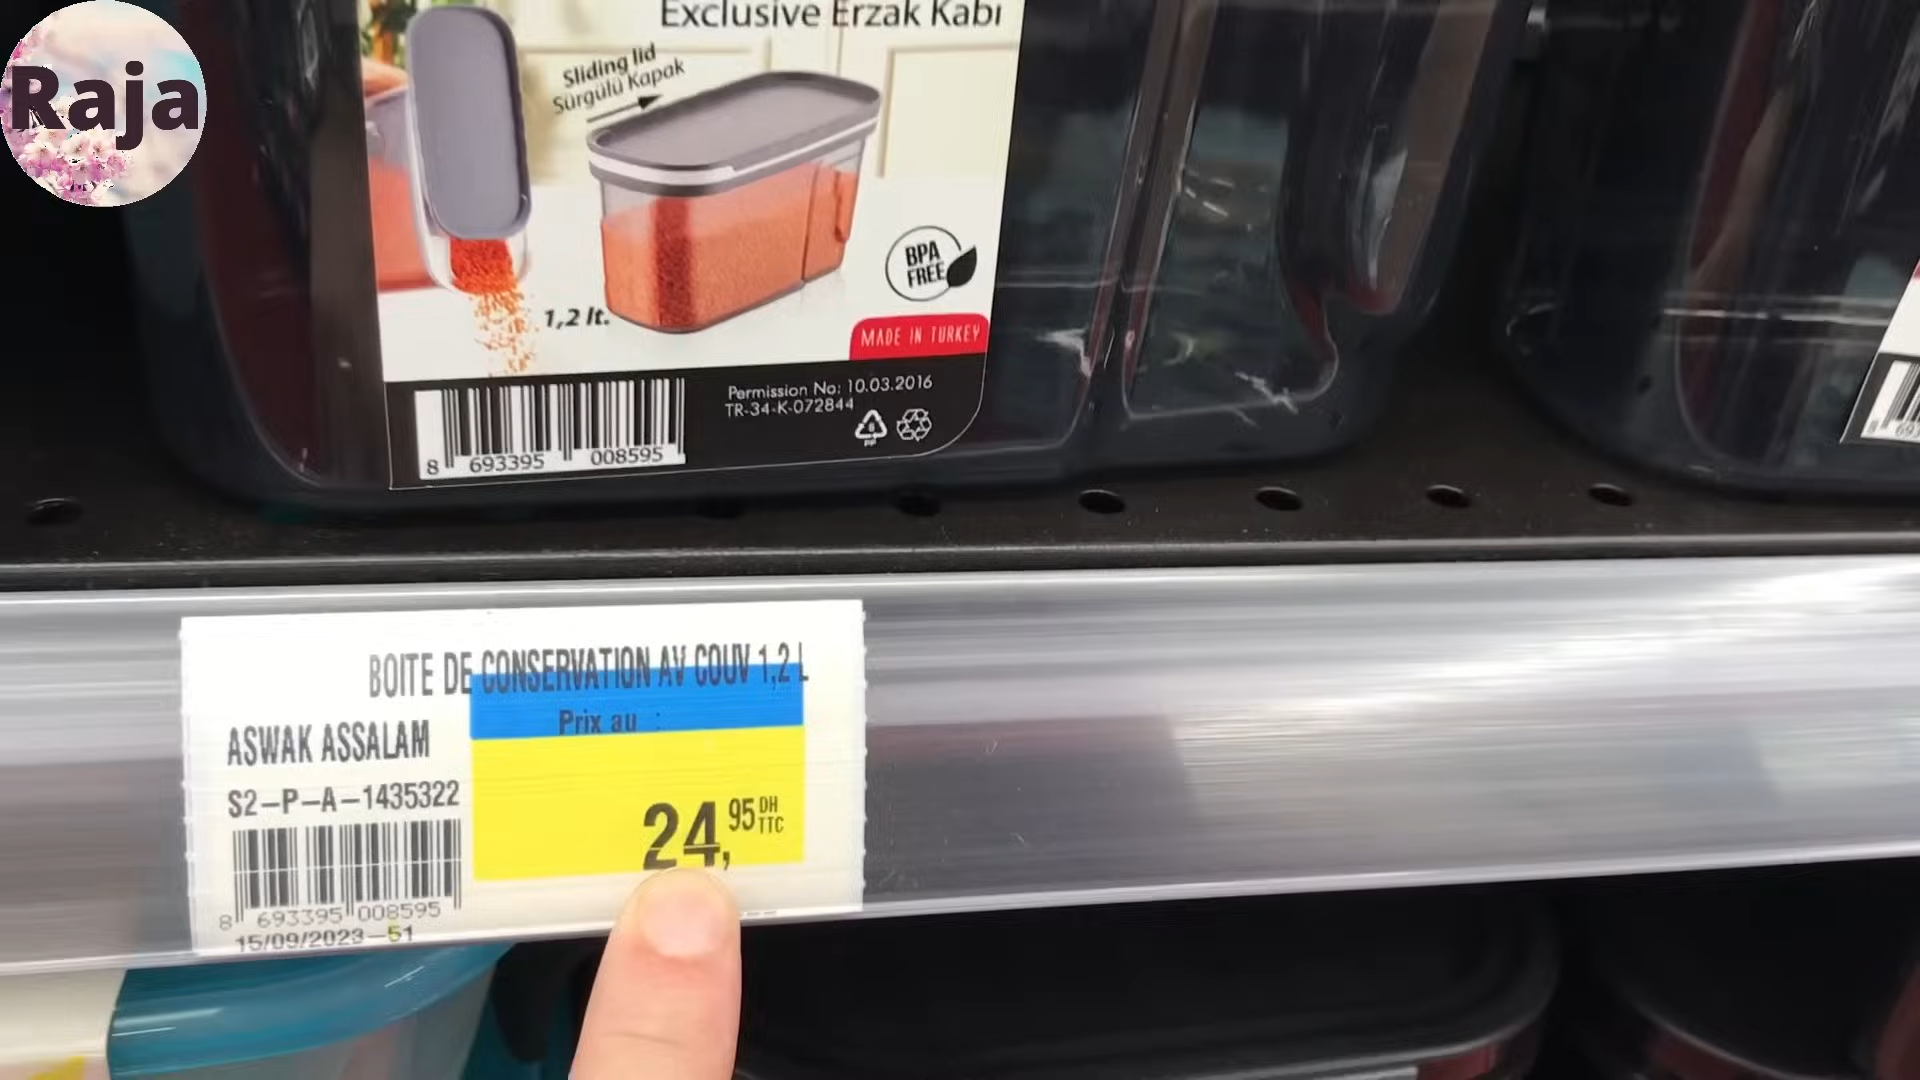 Raja
Exclusive Erzak Kabı
Sliding lid
Sürgülü Kapak
BPA
FREE
1,2 lt.
MADE IN TURKEY
Permission No: 10.03.2016
TR-34-K-072844
PP
8 693395 008595
BOITE DE CONSERVATION AV COUV 1,2 L
Prix au :
ASWAK ASSALAM
S2-P-A-1435322
24,95 DH
TTC
8 693395 008595
15/09/2023-51